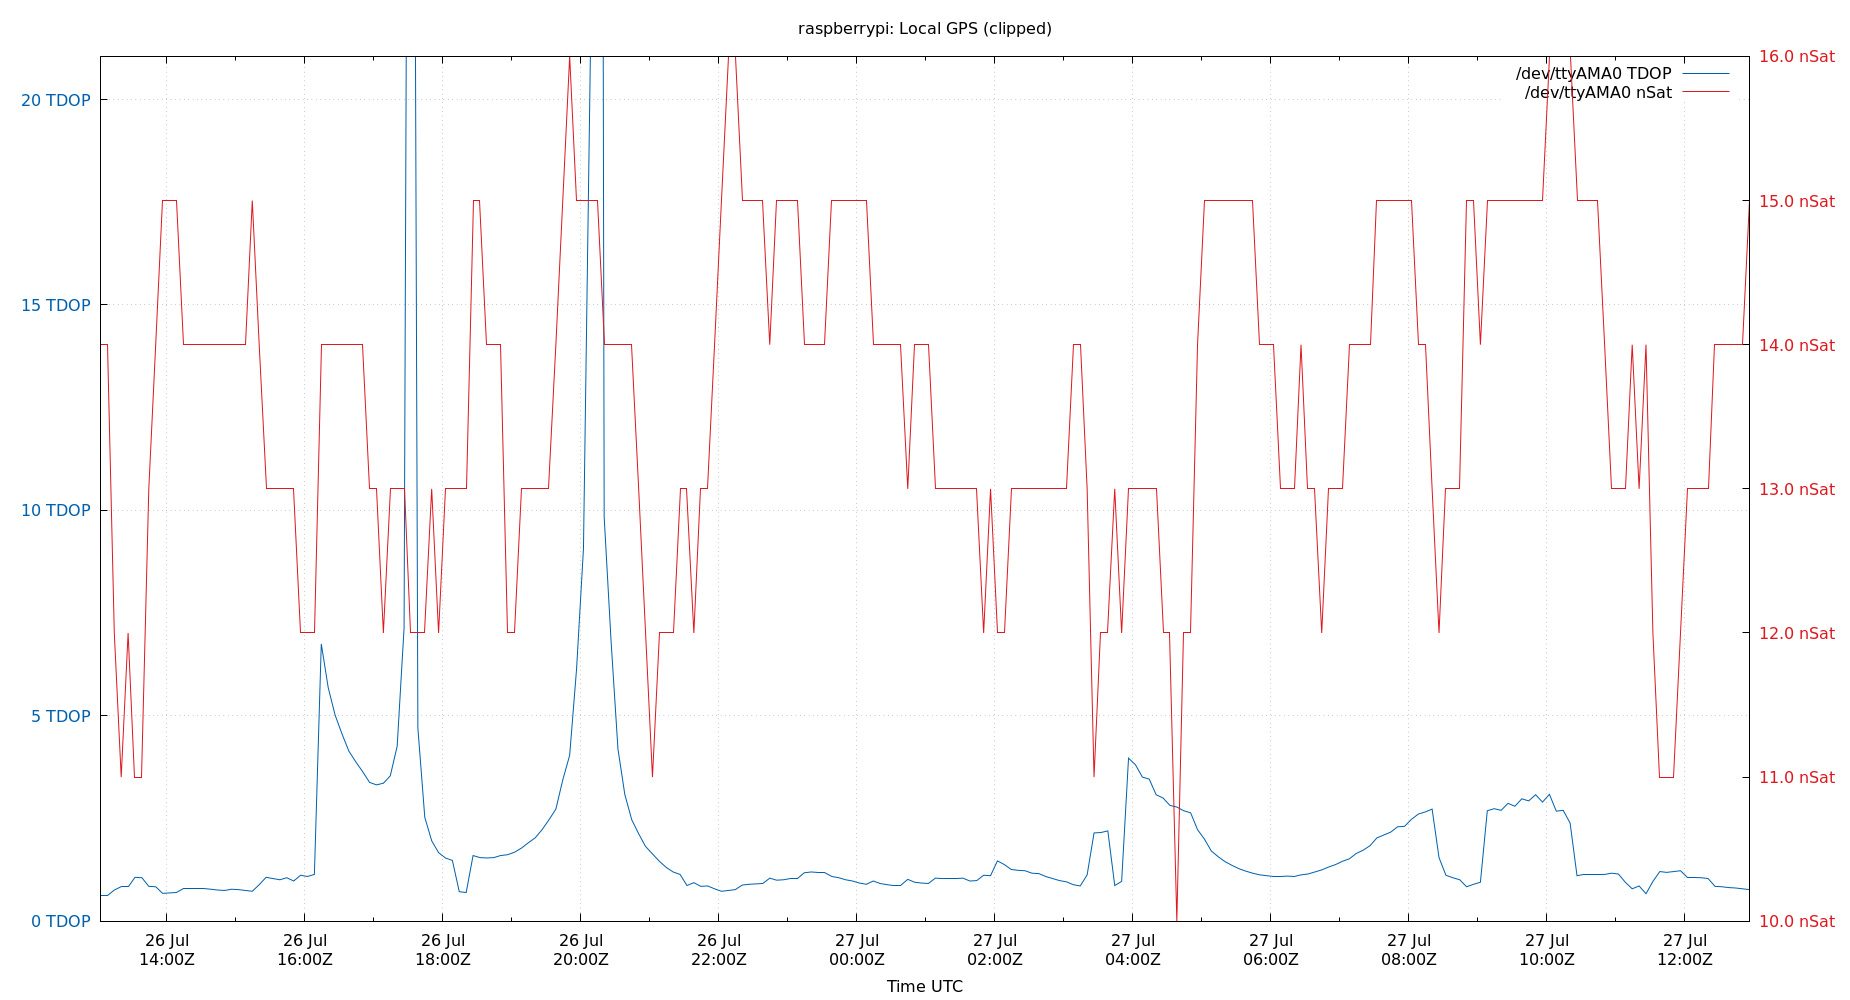 raspberrypi: Local GPS (clipped)
/dev/ttyAMA0 TDOP
/dev/ttyAMA0 nSat
20 TDOP
15 TDOP
10 TDOP
5 TDOP
0 TDOP
16.0 nSat
15.0 nSat
14.0 nSat
13.0 nSat
12.0 nSat
11.0 nSat
10.0 nSat
26 Jul 26 Jul 26 Jul 26 Jul 26 Jul 27 Jul 27 Jul 27 Jul 27 Jul 27 Jul 27 Jul 27 Jul
14:00Z 16:00Z 18:00Z 20:00Z 22:00Z 00:00Z 02:00Z 04:00Z 06:00Z 08:00Z 10:00Z 12:00Z
Time UTC